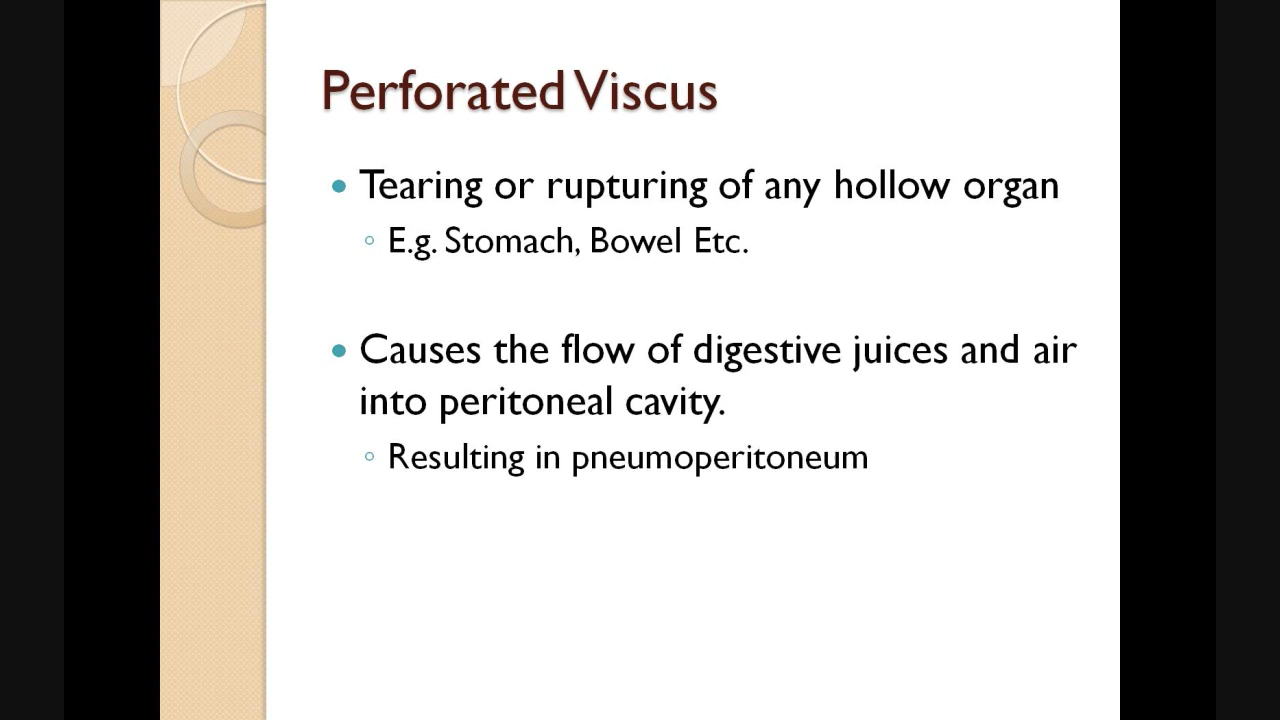 Perforated Viscus
Tearing or rupturing of any hollow organ
E.g. Stomach, Bowel Etc.
Causes the flow of digestive juices and air
into peritoneal cavity.
Resulting in pneumoperitoneum